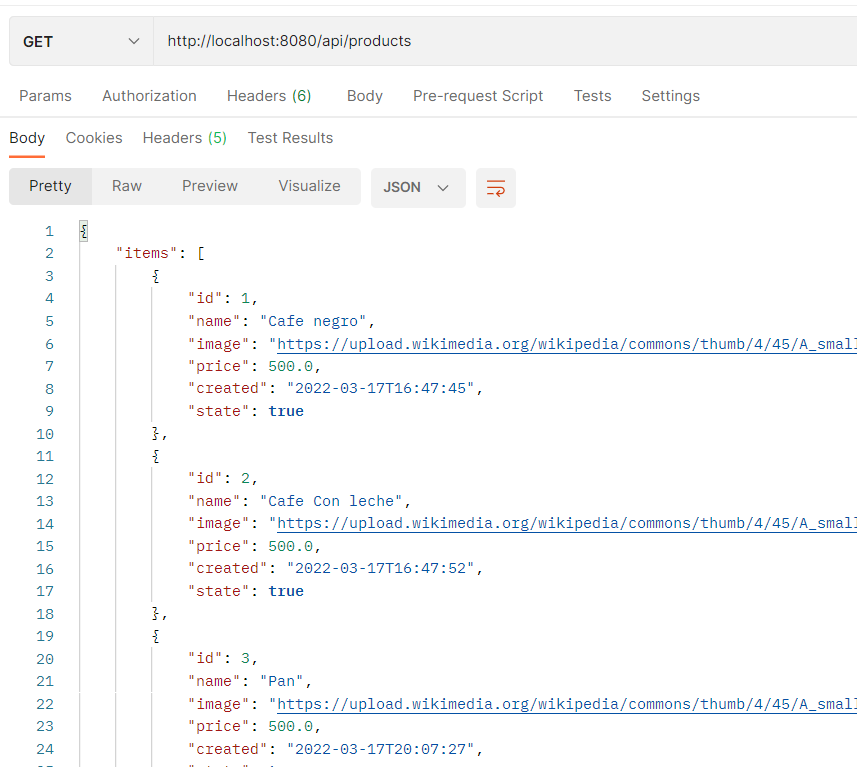 GET http://localhost:8080/api/products
Params Authorization Headers (6) Body Pre-request Script Tests Settings
Body Cookies Headers (5) Test Results
Pretty Raw Preview Visualize JSON
1 {
2 "items": [
3 {
4 "id": 1,
5 "name": "Cafe negro",
6 "image": "https://upload.wikimedia.org/wikipedia/commons/thumb/4/45/A_small
7 "price": 500.0,
8 "created": "2022-03-17T16:47:45",
9 "state": true
10 },
11 {
12 "id": 2,
13 "name": "Cafe Con leche",
14 "image": "https://upload.wikimedia.org/wikipedia/commons/thumb/4/45/A_small
15 "price": 500.0,
16 "created": "2022-03-17T16:47:52",
17 "state": true
18 },
19 {
20 "id": 3,
21 "name": "Pan",
22 "image": "https://upload.wikimedia.org/wikipedia/commons/thumb/4/45/A_small
23 "price": 500.0,
24 "created": "2022-03-17T20:07:27",